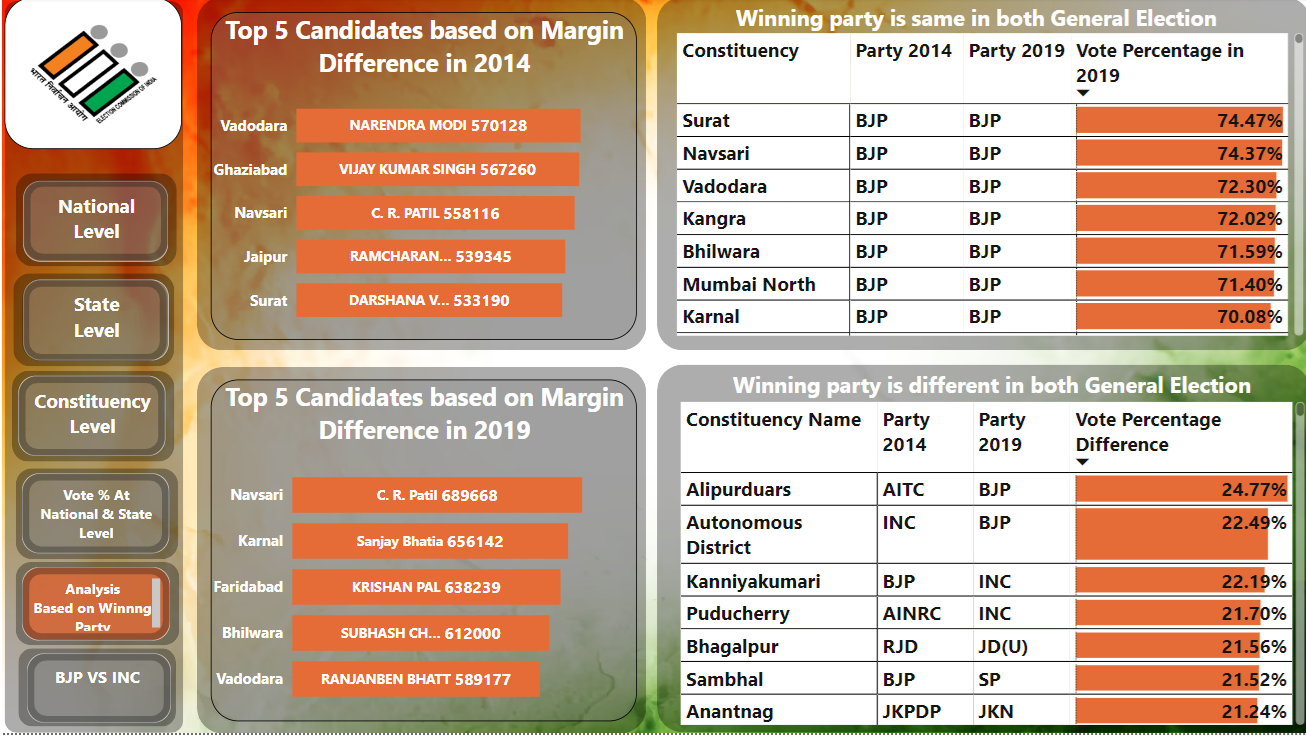 भारत निर्वाचन आयोग
ELECTION COMMISSION OF INDIA
National
Level
State
Level
Constituency
Level
Vote % At
National & State
Level
Analysis
Based on Winnng
Party
BJP VS INC
Top 5 Candidates based on Margin
Difference in 2014
Vadodara NARENDRA MODI 570128
Ghaziabad VIJAY KUMAR SINGH 567260
Navsari C. R. PATIL 558116
Jaipur RAMCHARAN... 539345
Surat DARSHANA V... 533190
Winning party is same in both General Election
Constituency Party 2014 Party 2019 Vote Percentage in
2019
Surat BJP BJP 74.47%
Navsari BJP BJP 74.37%
Vadodara BJP BJP 72.30%
Kangra BJP BJP 72.02%
Bhilwara BJP BJP 71.59%
Mumbai North BJP BJP 71.40%
Karnal BJP BJP 70.08%
Top 5 Candidates based on Margin
Difference in 2019
Navsari C. R. Patil 689668
Karnal Sanjay Bhatia 656142
Faridabad KRISHAN PAL 638239
Bhilwara SUBHASH CH... 612000
Vadodara RANJANBEN BHATT 589177
Winning party is different in both General Election
Constituency Name Party Party Vote Percentage
2014 2019 Difference
Alipurduars AITC BJP 24.77%
Autonomous INC BJP 22.49%
District
Kanniyakumari BJP INC 22.19%
Puducherry AINRC INC 21.70%
Bhagalpur RJD JD(U) 21.56%
Sambhal BJP SP 21.52%
Anantnag JKPDP JKN 21.24%